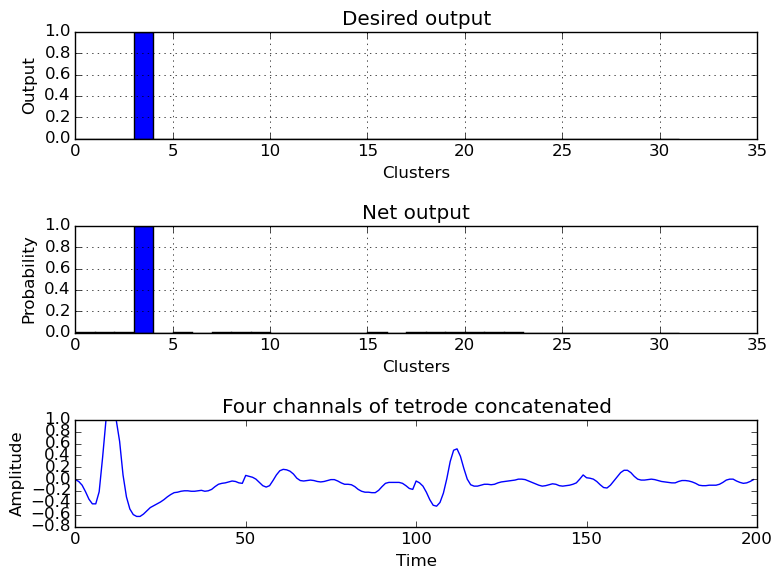 Desired output
Output
1.0
0.8
0.6
0.4
0.2
0.0
0 5 10 15 20 25 30 35
Clusters
Net output
Probability
1.0
0.8
0.6
0.4
0.2
0.0
0 5 10 15 20 25 30 35
Clusters
Four channals of tetrode concatenated
Amplitude
1.0
0.8
0.6
0.4
0.2
0.0
−0.2
−0.4
−0.6
−0.8
0 50 100 150 200
Time